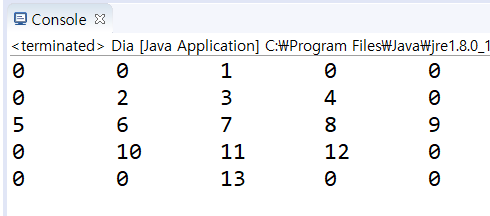 Console
<terminated> Dia [Java Application] C:₩Program Files₩Java₩jre1.8.0_1
0 0 1 0 0
0 2 3 4 0
5 6 7 8 9
0 10 11 12 0
0 0 13 0 0